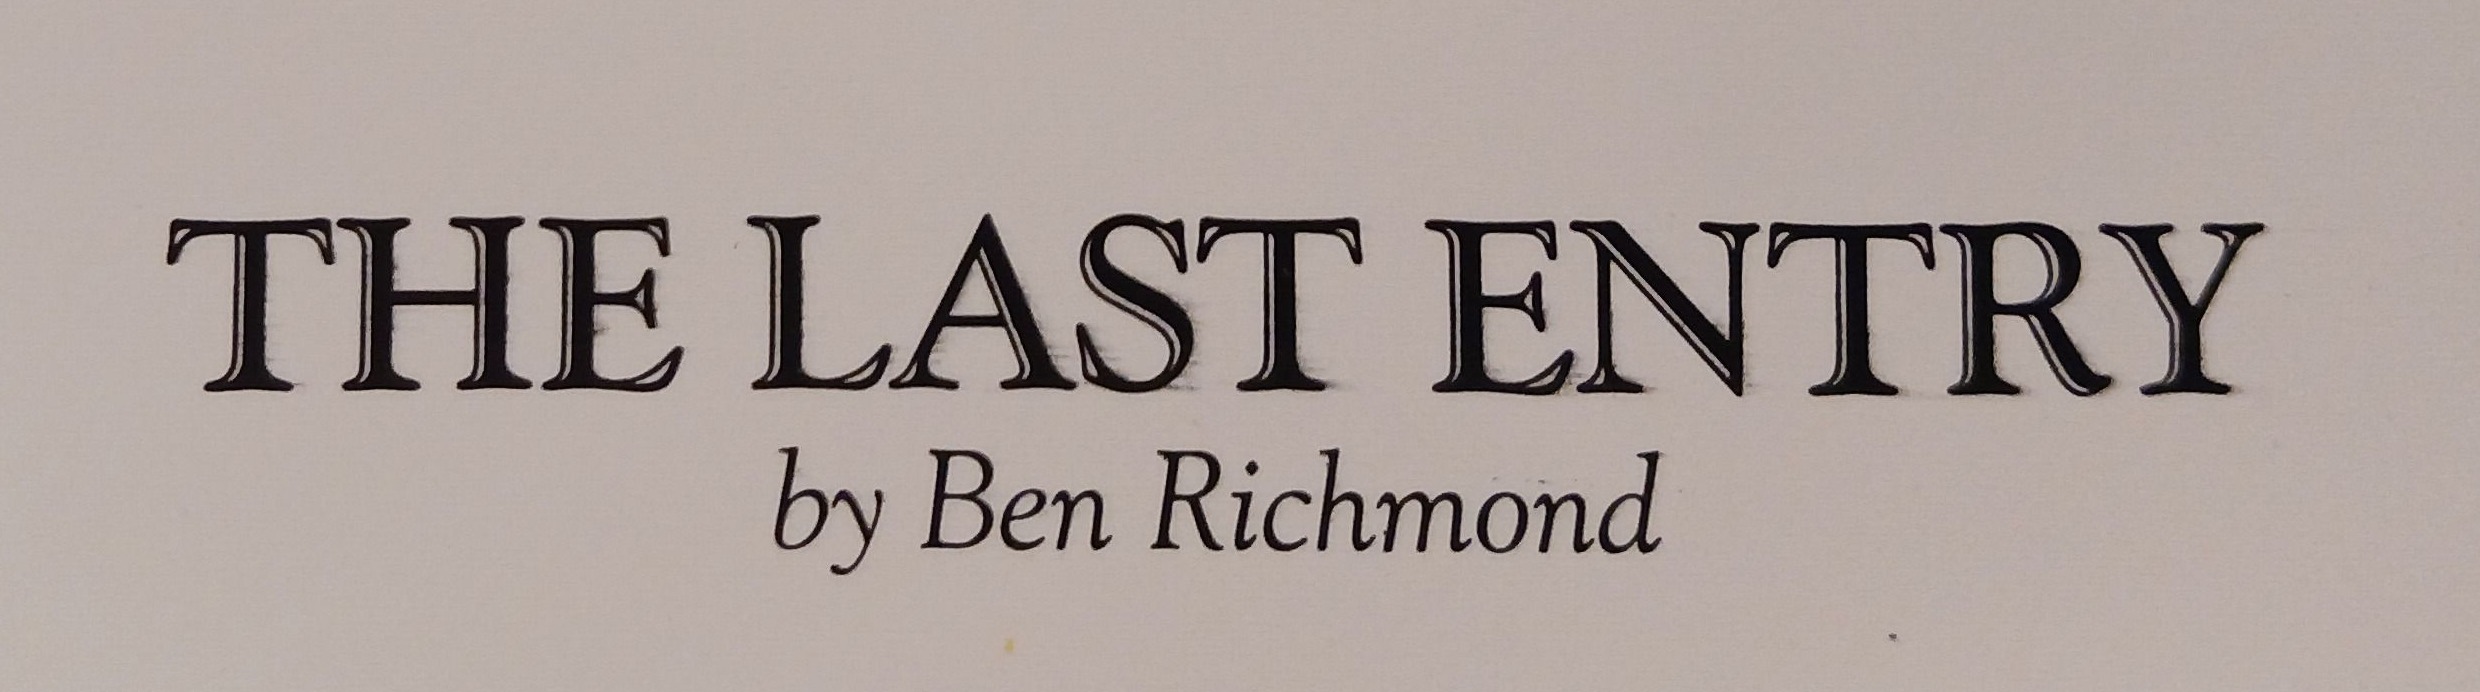 THE LAST ENTRY
by Ben Richmond